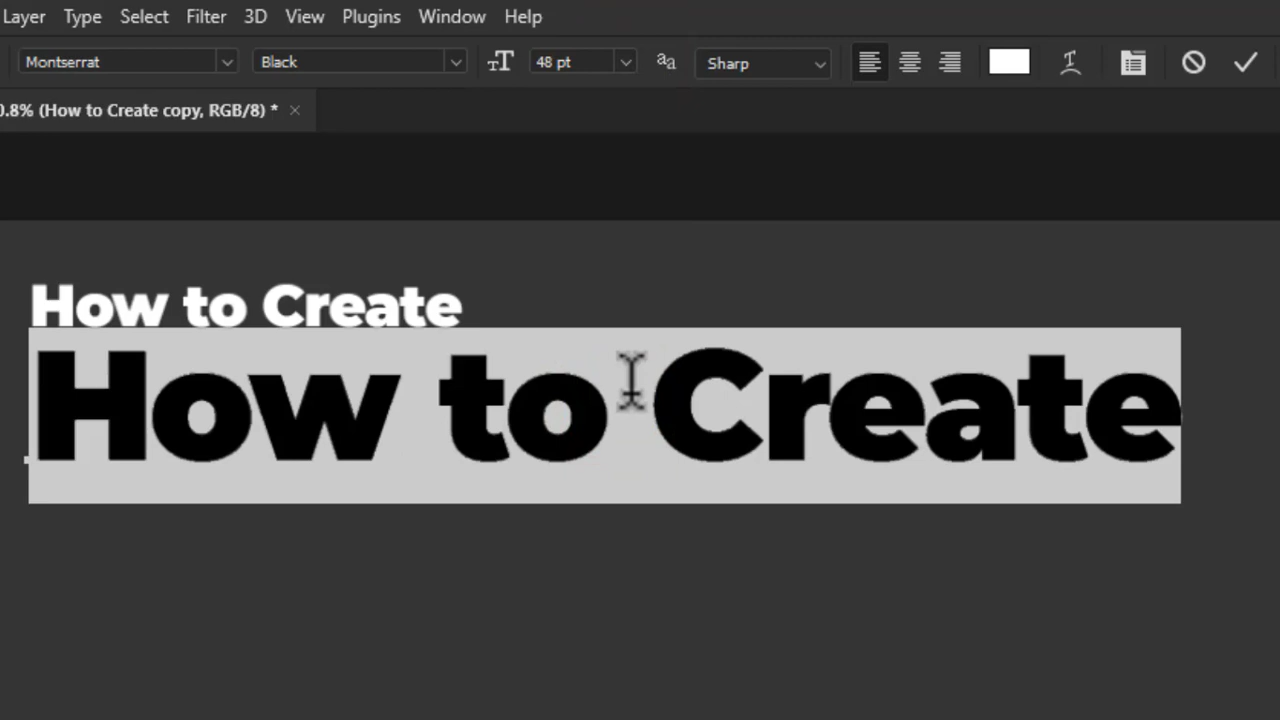 Layer Type Select Filter 3D View Plugins Window Help
Montserrat Black 48 pt Sharp
0.8% (How to Create copy, RGB/8) *
How to Create
How to Create